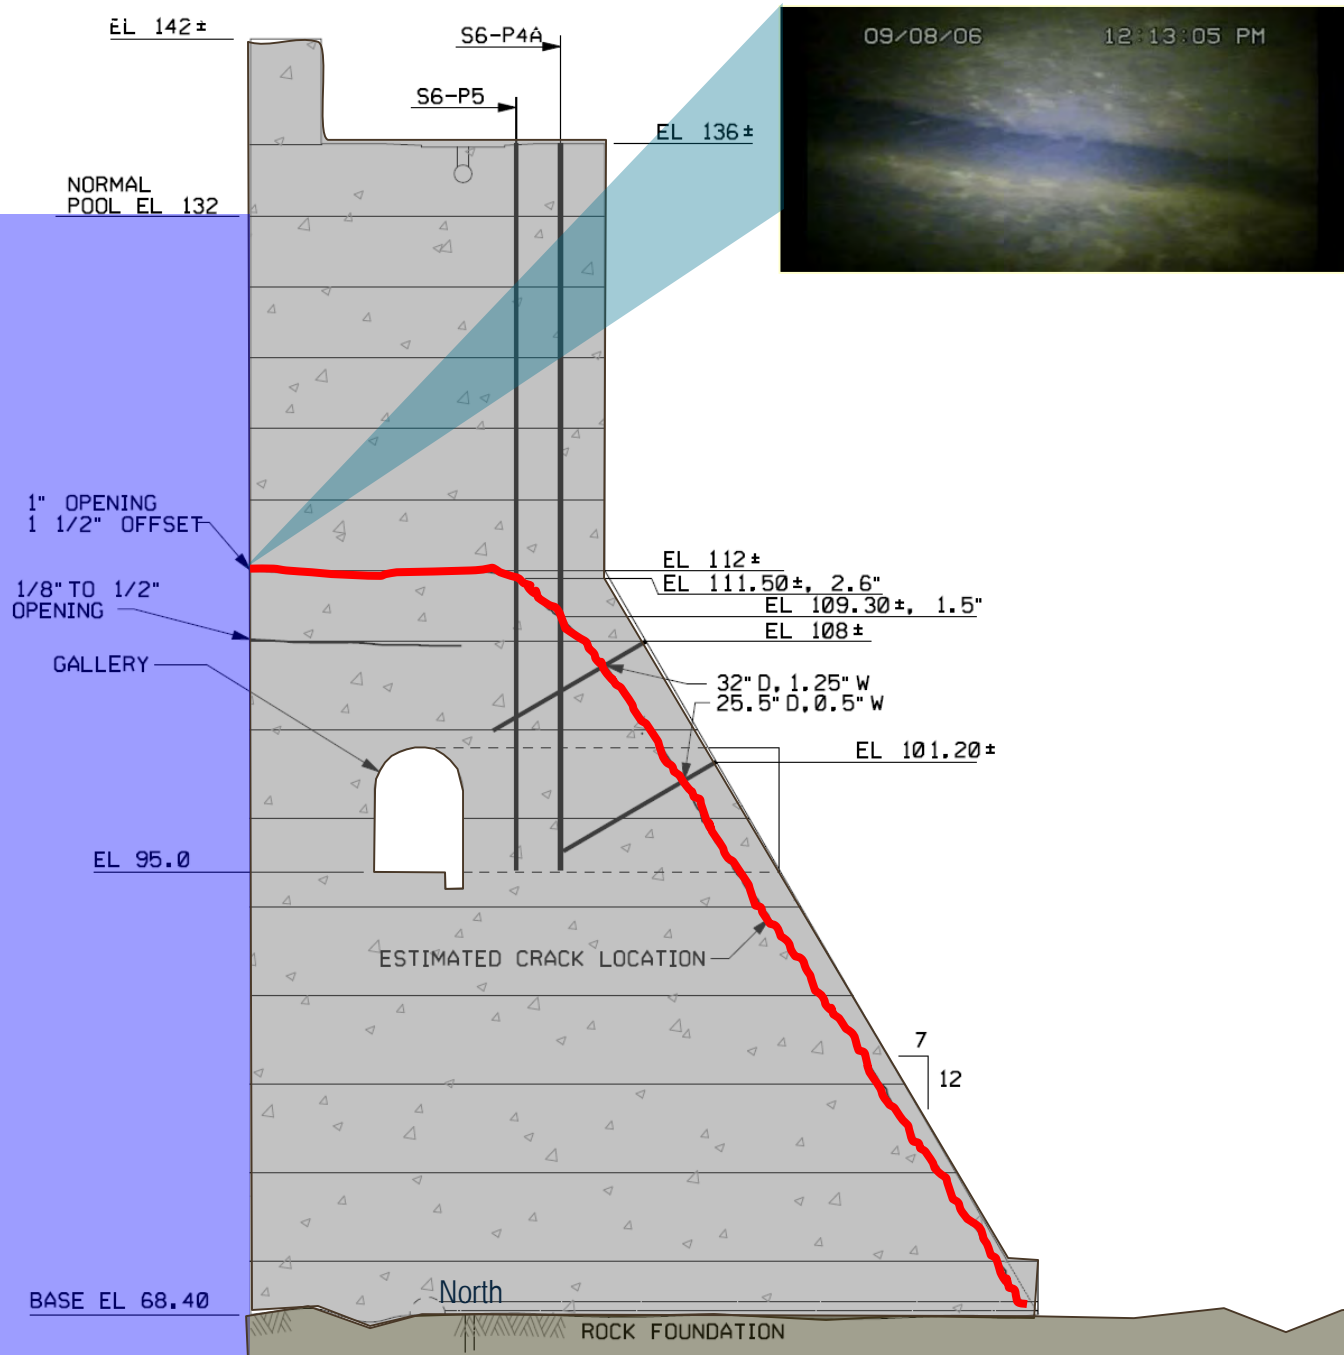 EL 142±
S6-P4A
09/08/06 12:13:05 PM
S6-P5
EL 136±
NORMAL
POOL EL 132
1" OPENING
1 1/2" OFFSET
EL 112±
EL 111.50±, 2.6"
1/8" TO 1/2"
OPENING
EL 109.30±, 1.5"
EL 108±
GALLERY
32" D, 1.25" W
25.5" D, 0.5" W
EL 101.20±
EL 95.0
ESTIMATED CRACK LOCATION
7
12
North
BASE EL 68.40
ROCK FOUNDATION